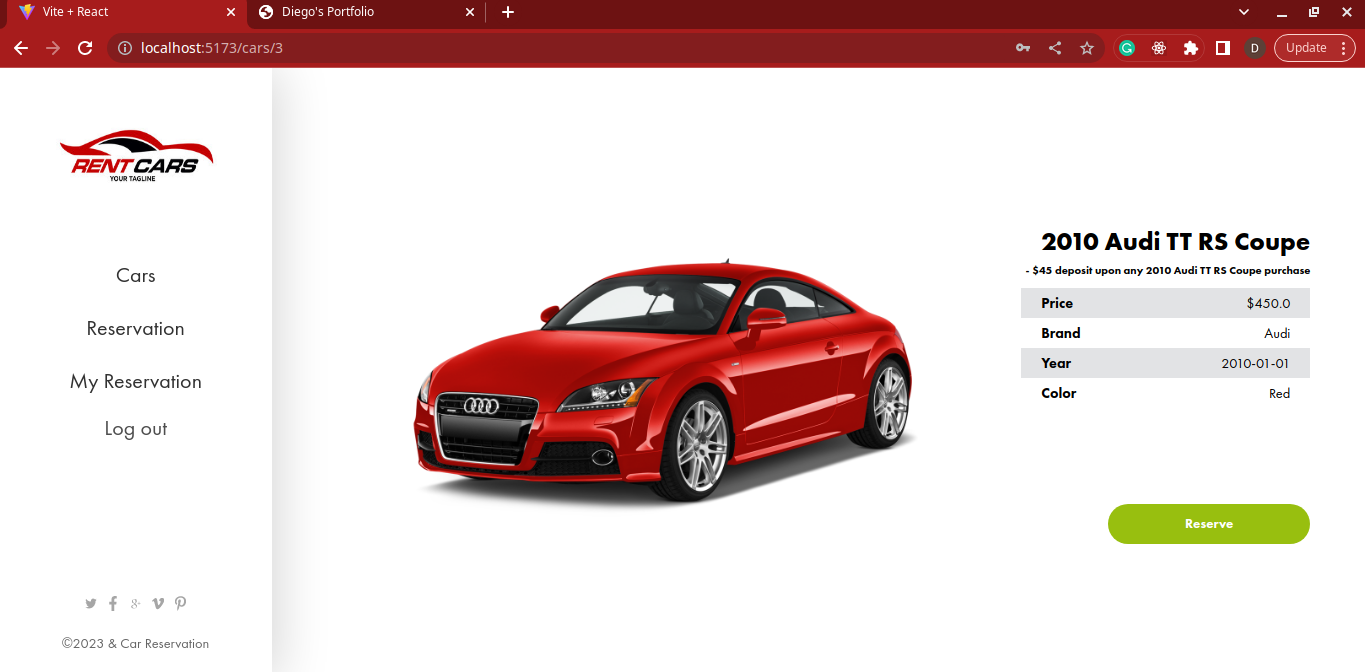 Vite + React
Diego's Portfolio
localhost:5173/cars/3
D
Update
RENT CARS
YOUR TAGLINE
Cars
Reservation
My Reservation
Log out
©2023 & Car Reservation
2010 Audi TT RS Coupe
- $45 deposit upon any 2010 Audi TT RS Coupe purchase
Price $450.0
Brand Audi
Year 2010-01-01
Color Red
Reserve